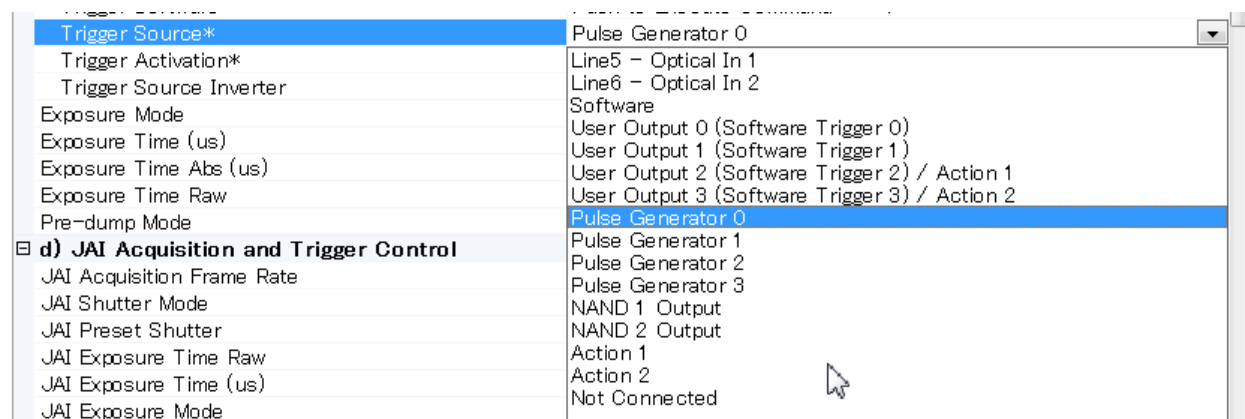 Trigger Source* Pulse Generator 0
Trigger Activation* Line5 - Optical In 1
Trigger Source Inverter Line6 - Optical In 2
Exposure Mode Software
Exposure Time (us) User Output 0 (Software Trigger 0)
User Output 1 (Software Trigger 1)
Exposure Time Abs (us) User Output 2 (Software Trigger 2) / Action 1
Exposure Time Raw User Output 3 (Software Trigger 3) / Action 2
Pre-dump Mode Pulse Generator 0
d) JAI Acquisition and Trigger Control Pulse Generator 1
JAI Acquisition Frame Rate Pulse Generator 2
JAI Shutter Mode Pulse Generator 3
NAND 1 Output
JAI Preset Shutter NAND 2 Output
JAI Exposure Time Raw Action 1
JAI Exposure Time (us) Action 2
JAI Exposure Mode Not Connected